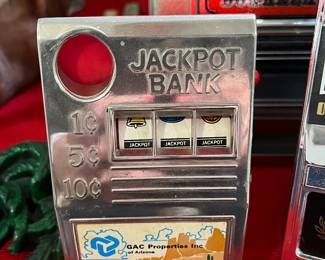 JACKPOT
BANK
1¢
5¢
10¢
JACKPOT JACKPOT JACKPOT
GAC Properties Inc
of Arizona